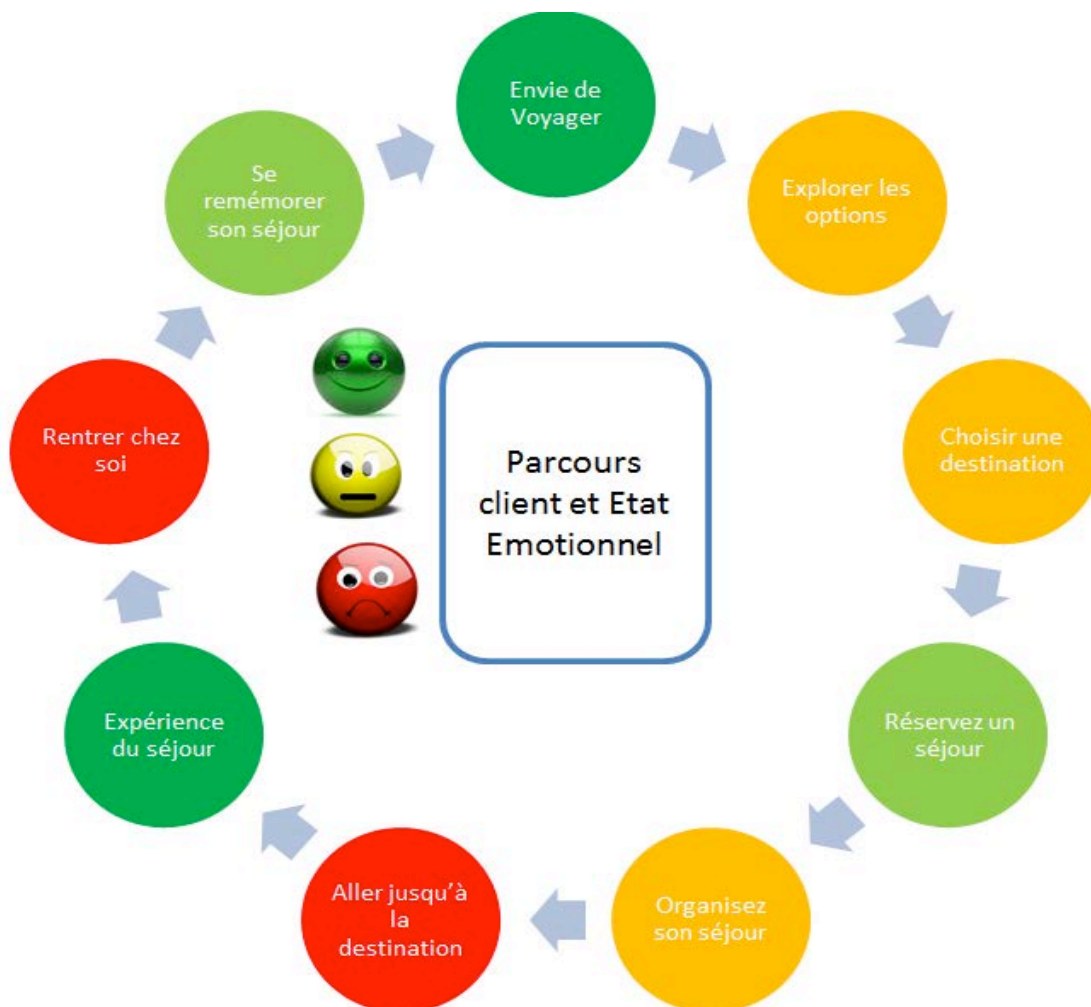 Envie de
Voyager
Explorer les
options
Choisir une
destination
Réservez un
séjour
Organisez
son séjour
Aller jusqu’à
la
destination
Expérience
du séjour
Rentrer chez
soi
Se
remémorer
son séjour
Parcours
client et Etat
Emotionnel